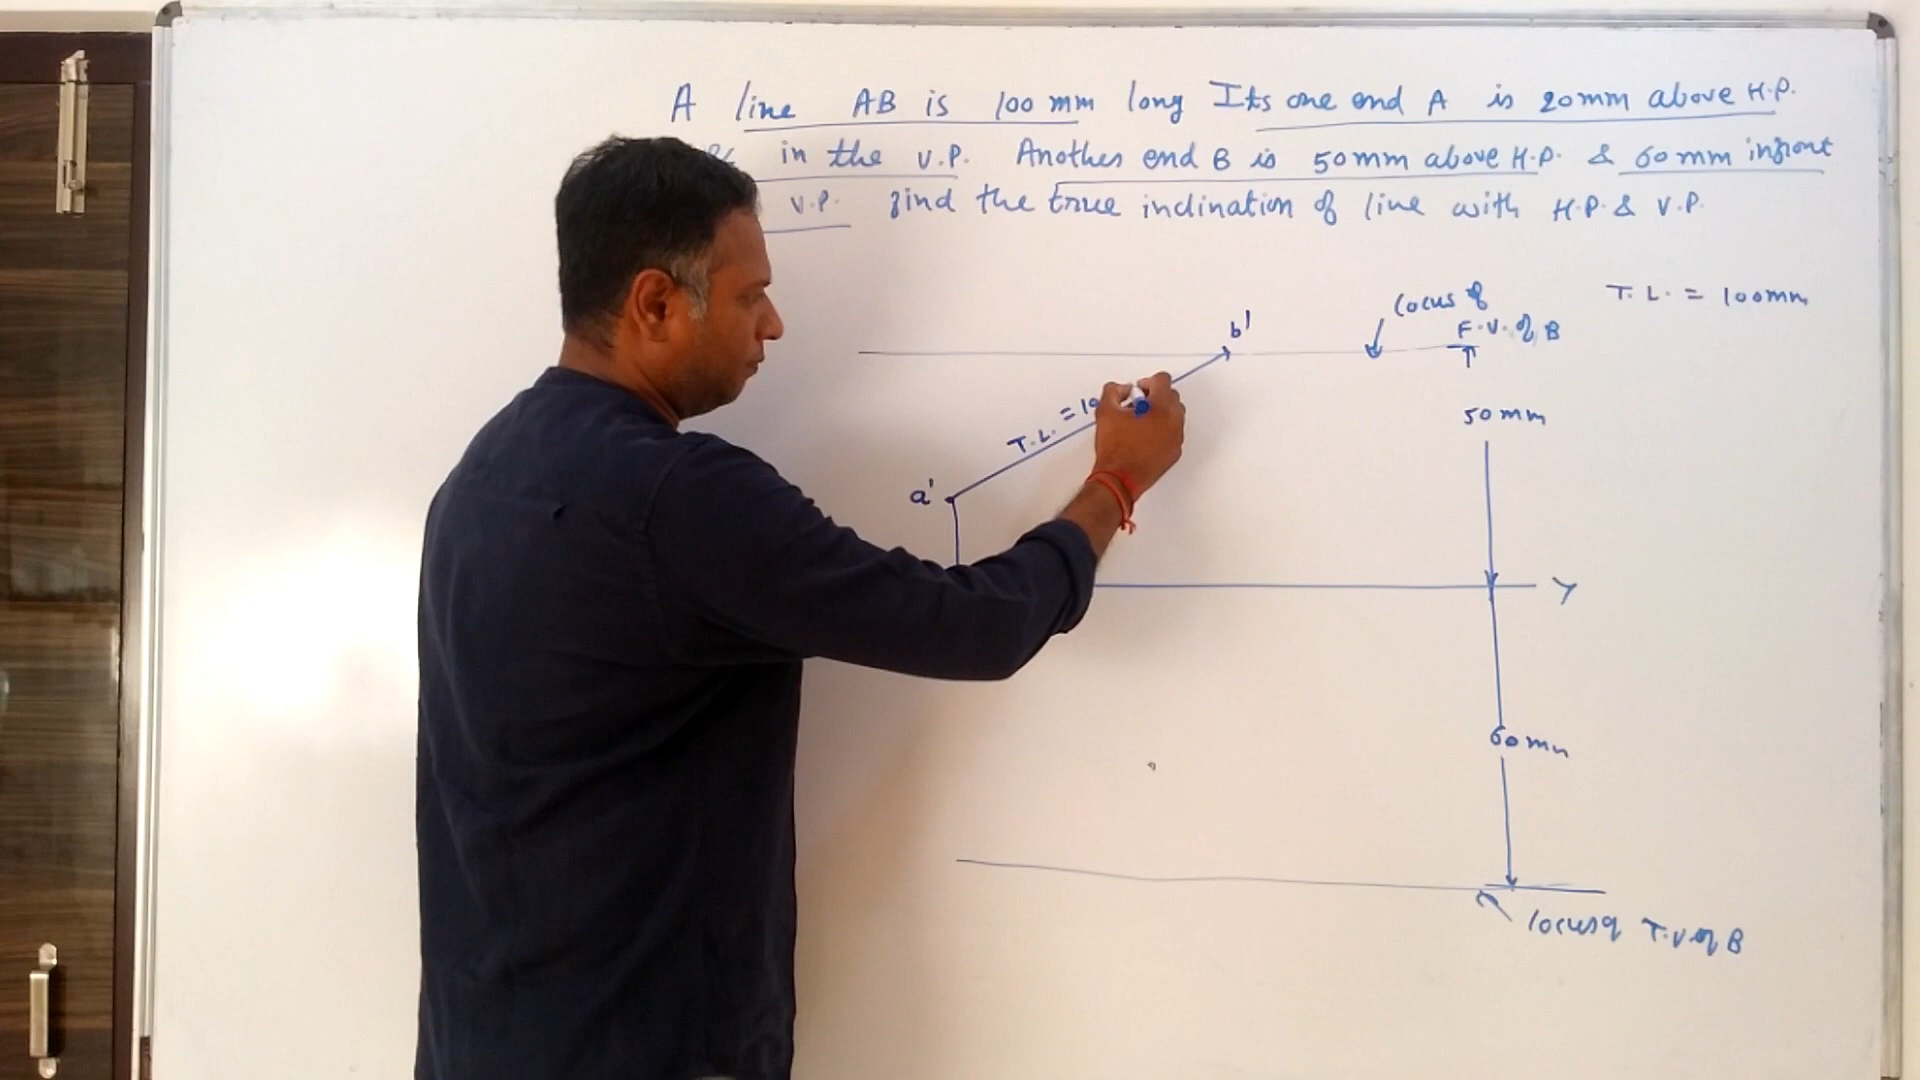 A line AB is 100 mm long Its one end A is 20mm above H.P.
in the V.P. Another end B is 50mm above H.P. & 60mm infront
V.P. find the true inclination of line with H.P. & V.P.
T.L. = 100mm
locus of
F.V. of B
b'
T.L. =
50mm
a'
Y
60mm
locus of T.V of B